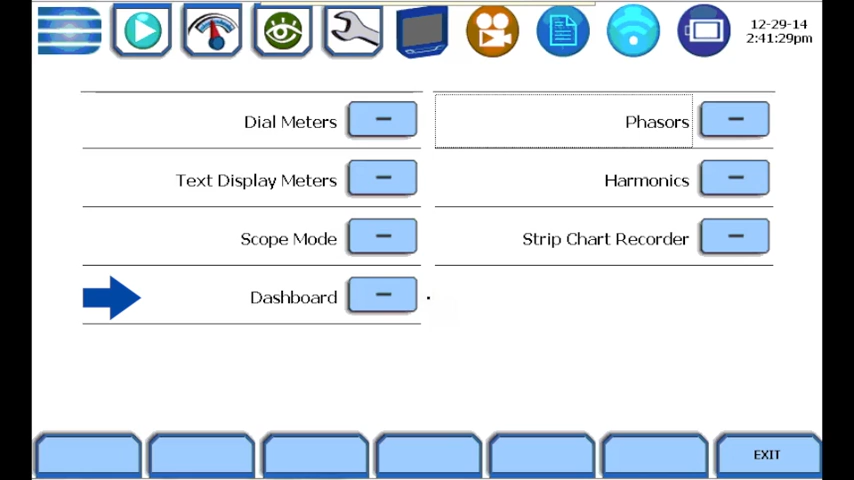 12-29-14
2:41:29pm
Dial Meters
Phasors
Text Display Meters
Harmonics
Scope Mode
Strip Chart Recorder
Dashboard
EXIT